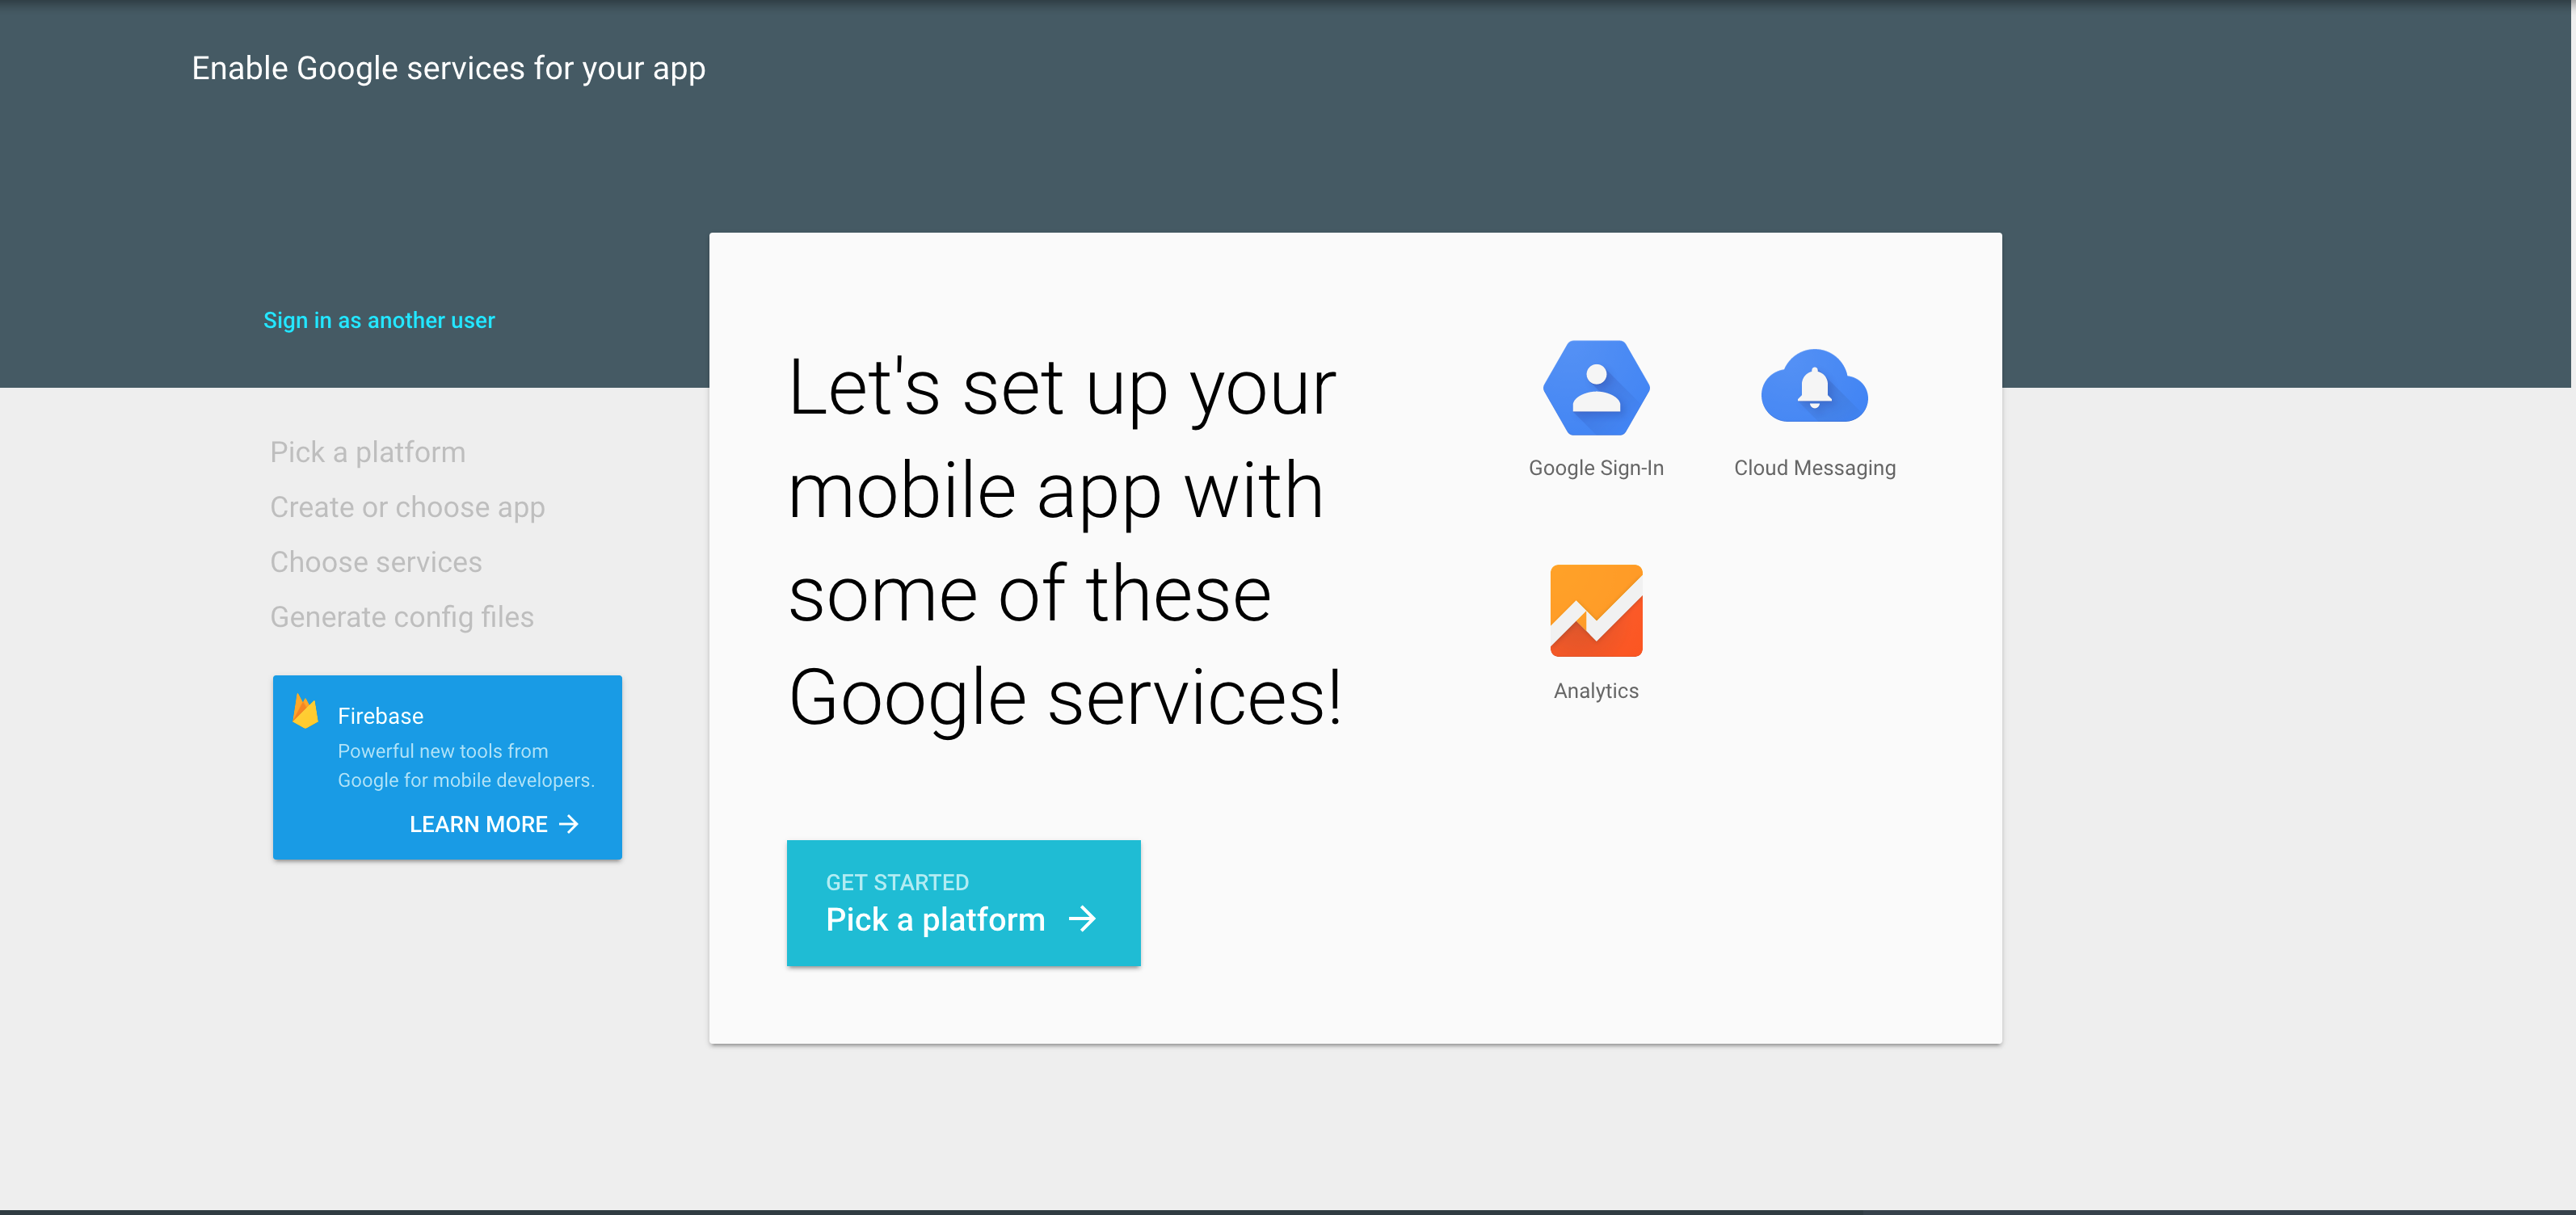 Enable Google services for your app
Sign in as another user
Pick a platform
Create or choose app
Choose services
Generate config files
Firebase
Powerful new tools from
Google for mobile developers.
LEARN MORE
Let's set up your
mobile app with
some of these
Google services!
GET STARTED
Pick a platform
Google Sign-In
Cloud Messaging
Analytics